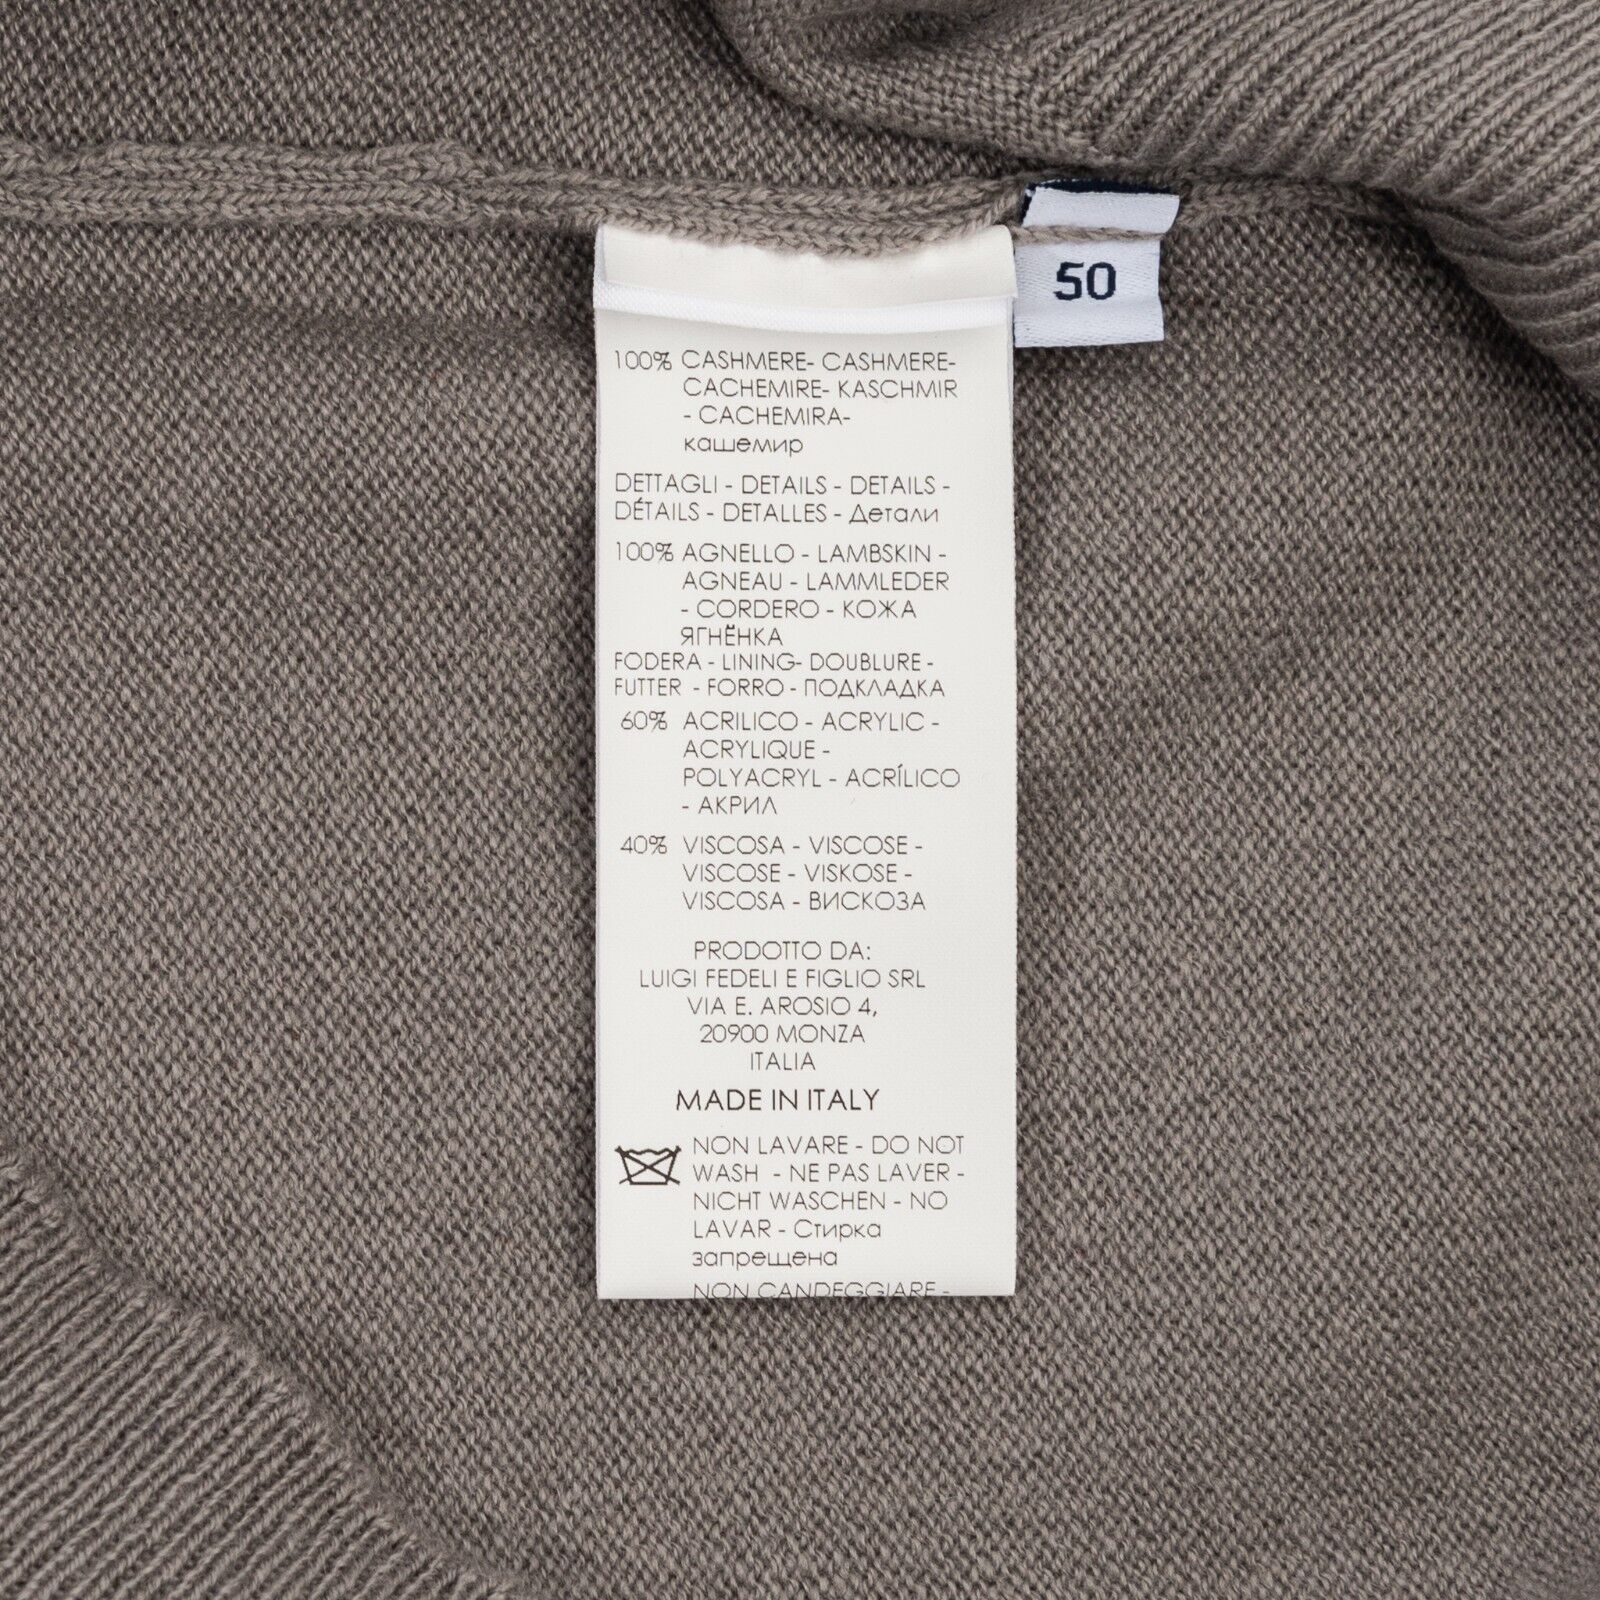 50
100% CASHMERE- CASHMERE-
CACHEMIRE- KASCHMIR
- CACHEMIRA-
кашемир
DETTAGLI - DETAILS - DETAILS -
DÉTAILS - DETALLES - Детали
100% AGNELLO - LAMBSKIN -
AGNEAU - LAMMLEDER
- CORDERO - КОЖА
ЯГНЁНКА
FODERA - LINING- DOUBLURE -
FUTTER - FORRO - ПОДКЛАДКА
60% ACRILICO - ACRYLIC -
ACRYLIQUE -
POLYACRYL - ACRÍLICO
- АКРИЛ
40% VISCOSA - VISCOSE -
VISCOSE - VISKOSE -
VISCOSA - ВИСКОЗА
PRODOTTO DA:
LUIGI FEDELI E FIGLIO SRL
VIA E. AROSIO 4,
20900 MONZA
ITALIA
MADE IN ITALY
NON LAVARE - DO NOT
WASH - NE PAS LAVER -
NICHT WASCHEN - NO
LAVAR - Стирка
запрещена
NON CANDEGGIARE -